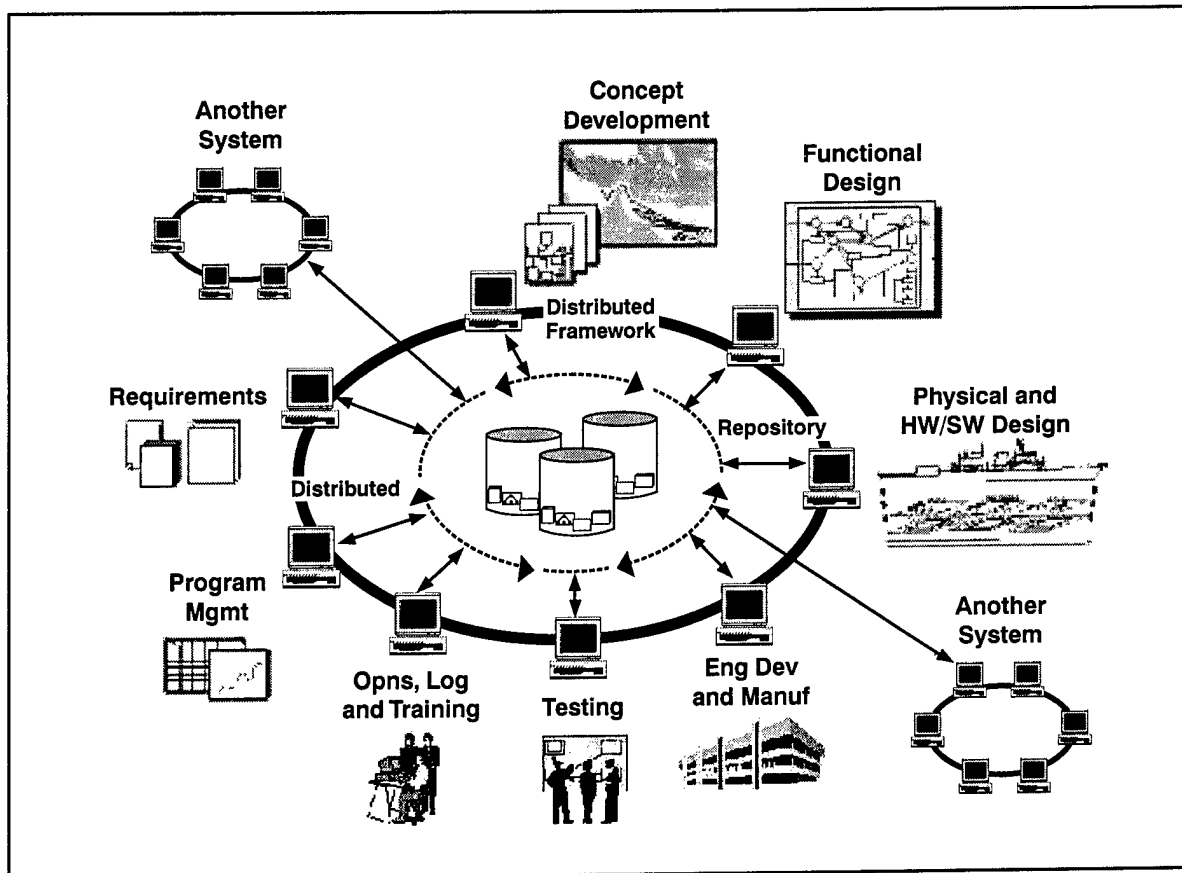 Another
System
Concept
Development
Functional
Design
Distributed
Framework
Requirements
Physical and
HW/SW Design
Repository
Distributed
Program
Mgmt
Another
System
Opns, Log
and Training
Testing
Eng Dev
and Manuf